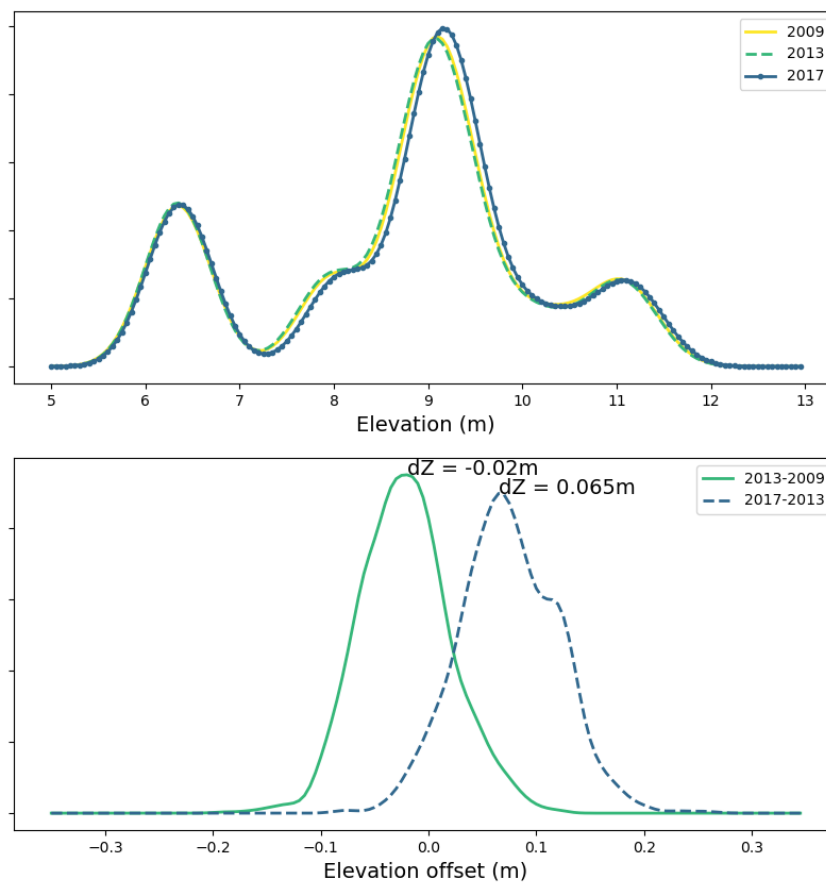 2009
2013
2017
5 6 7 8 9 10 11 12 13
Elevation (m)
dZ = -0.02m
dZ = 0.065m
2013-2009
2017-2013
−0.3 −0.2 −0.1 0.0 0.1 0.2 0.3
Elevation offset (m)